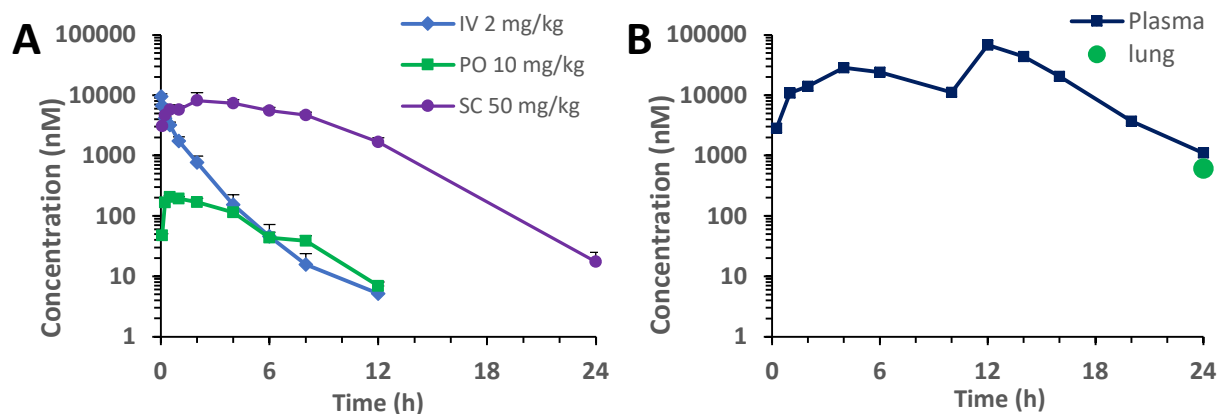 A
IV 2 mg/kg
PO 10 mg/kg
SC 50 mg/kg
Concentration (nM)
100000
10000
1000
100
10
1
0
6
12
18
24
Time (h)
B
Plasma
lung
Concentration (nM)
100000
10000
1000
100
10
1
0
6
12
18
24
Time (h)